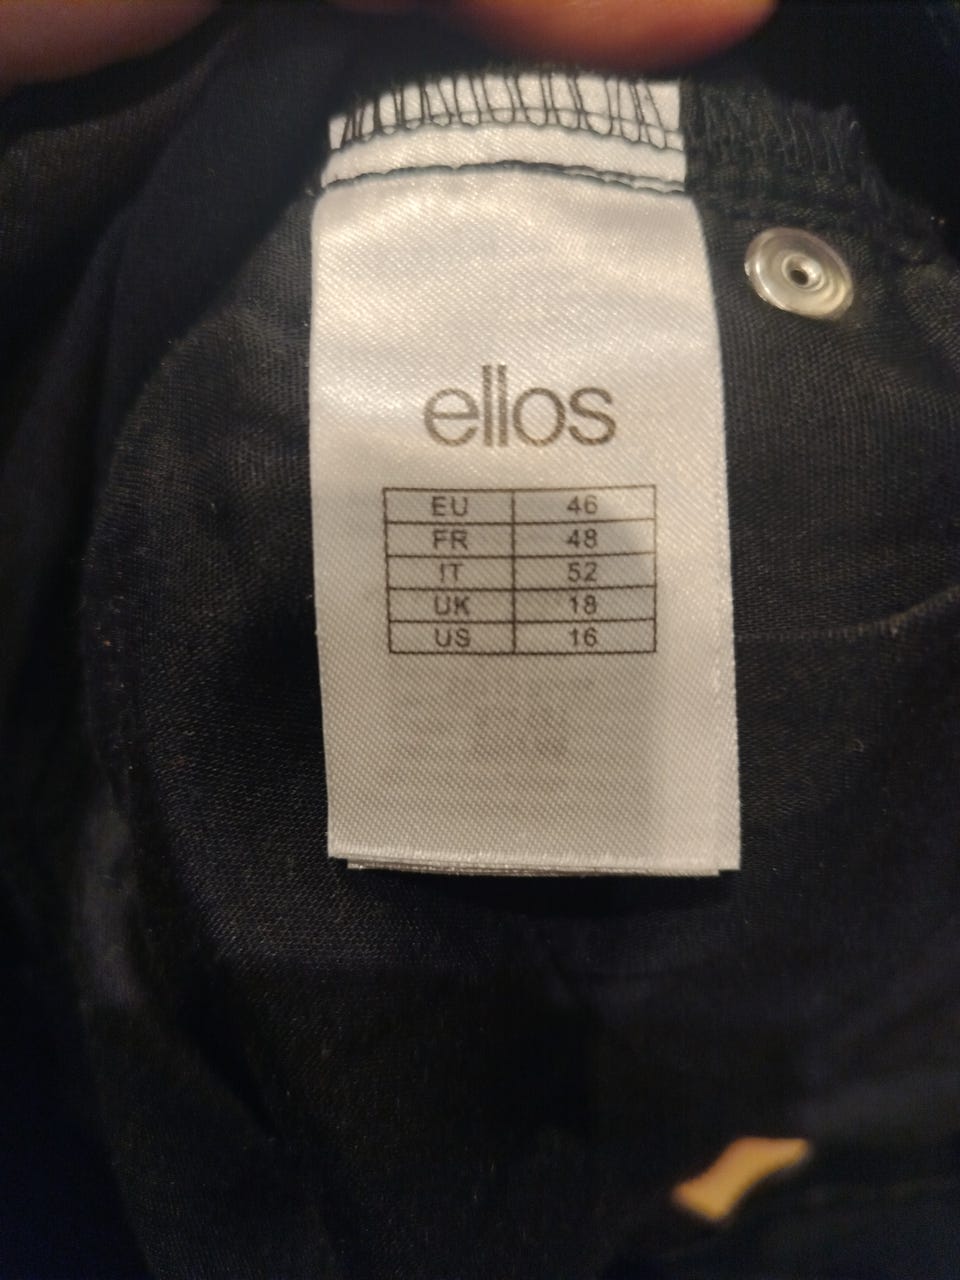 ellos
EU 46
FR 48
IT 52
UK 18
US 16